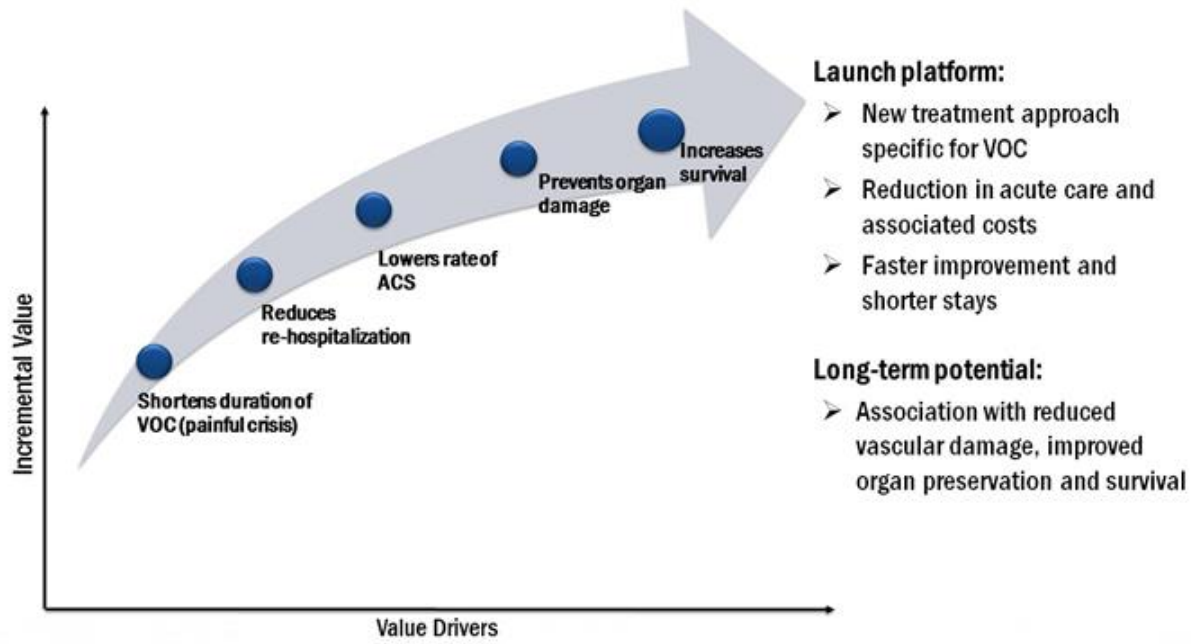 Incremental Value
Shortens duration of
VOC (painful crisis)
Reduces
re-hospitalization
Lowers rate of
ACS
Prevents organ
damage
Increases
survival
Value Drivers
Launch platform:
➢ New treatment approach
specific for VOC
➢ Reduction in acute care and
associated costs
➢ Faster improvement and
shorter stays
Long-term potential:
➢ Association with reduced
vascular damage, improved
organ preservation and survival